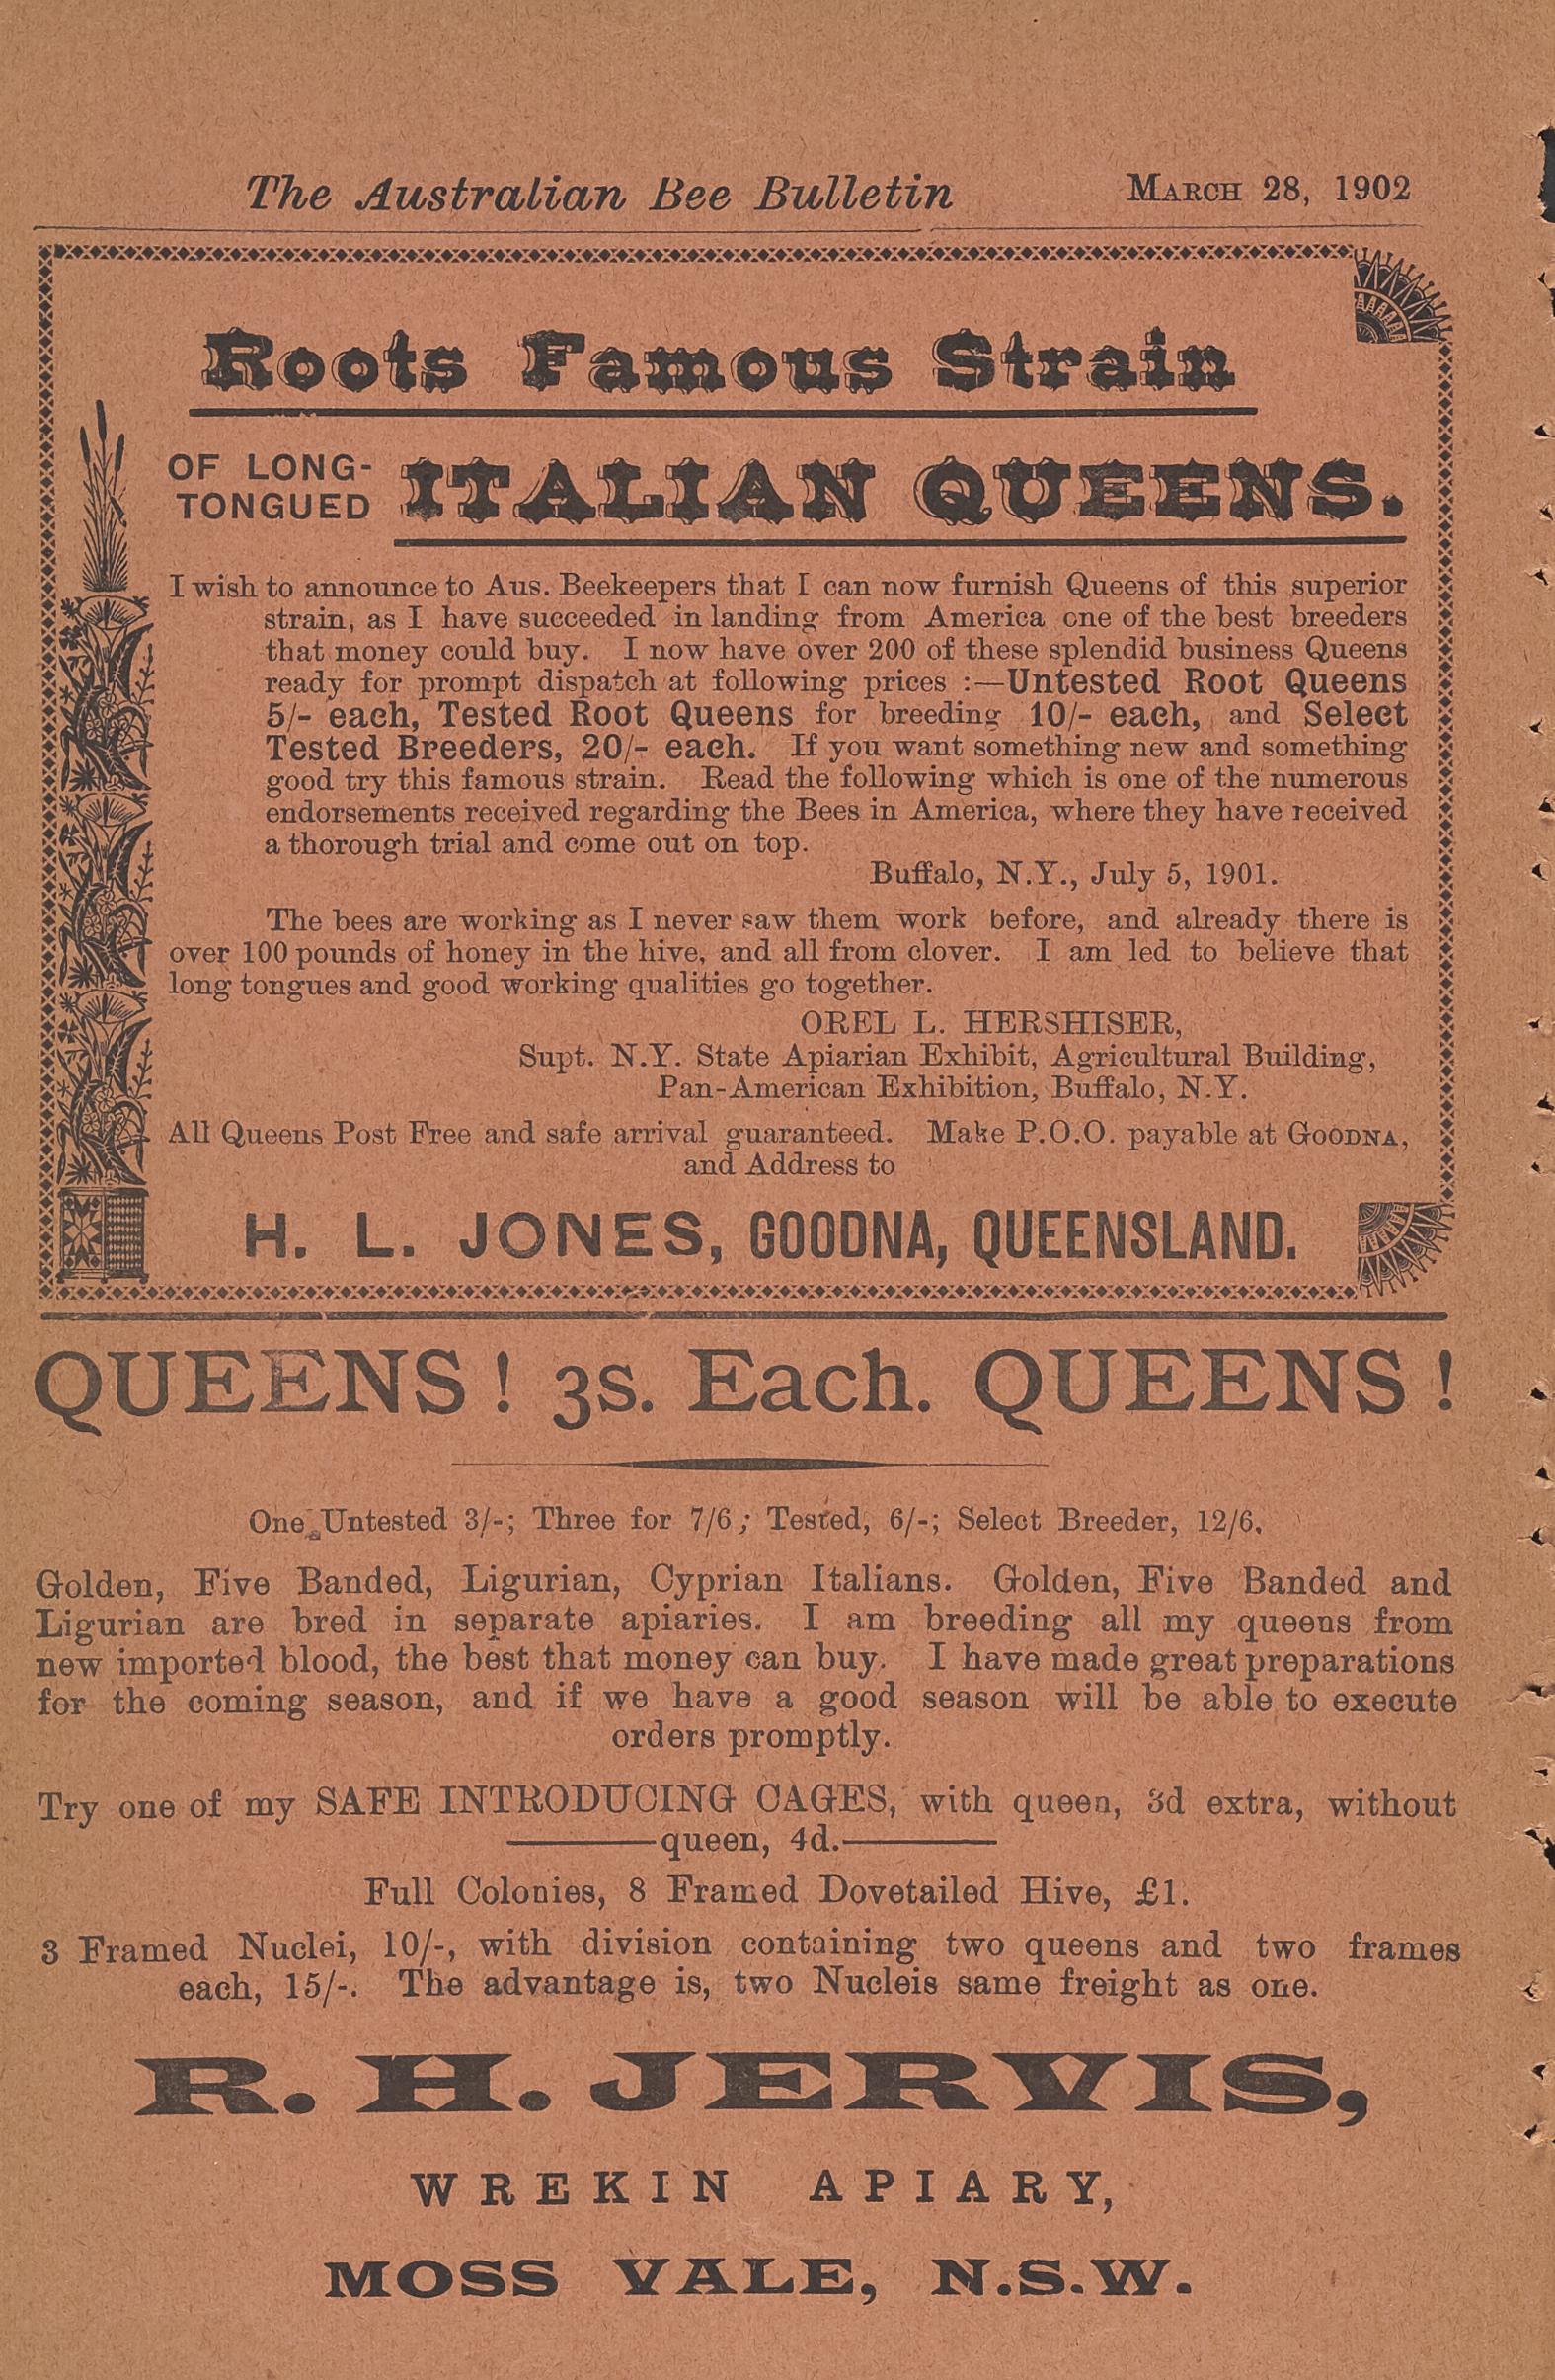 The Australian Bee Bulletin MARCH 28, 1902
Roots Famous Strain
OF LONG-
TONGUED ITALIAN QUEENS.
I wish to announce to Aus. Beekeepers that I can now furnish Queens of this superior
strain, as I have succeeded in landing from America one of the best breeders
that money could buy. I now have over 200 of these splendid business Queens
ready for prompt dispatch at following prices :—Untested Root Queens
5/- each, Tested Root Queens for breeding 10/- each, and Select
Tested Breeders, 20/- each. If you want something new and something
good try this famous strain. Read the following which is one of the numerous
endorsements received regarding the Bees in America, where they have received
a thorough trial and come out on top.
Buffalo, N.Y., July 5, 1901.
The bees are working as I never saw them work before, and already there is
over 100 pounds of honey in the hive, and all from clover. I am led to believe that
long tongues and good working qualities go together.
OREL L. HERSHISER,
Supt. N.Y. State Apiarian Exhibit, Agricultural Building,
Pan-American Exhibition, Buffalo, N.Y.
All Queens Post Free and safe arrival guaranteed. Make P.O.O. payable at GOODNA,
and Address to
H. L. JONES, GOODNA, QUEENSLAND.
QUEENS! 3s. Each. QUEENS!
One Untested 3/-; Three for 7/6; Tested, 6/-; Select Breeder, 12/6.
Golden, Five Banded, Ligurian, Cyprian Italians. Golden, Five Banded and
Ligurian are bred in separate apiaries. I am breeding all my queens from
new imported blood, the best that money can buy. I have made great preparations
for the coming season, and if we have a good season will be able to execute
orders promptly.
Try one of my SAFE INTRODUCING CAGES, with queen, 3d extra, without
queen, 4d.
Full Colonies, 8 Framed Dovetailed Hive, £1.
3 Framed Nuclei, 10/-, with division containing two queens and two frames
each, 15/-. The advantage is, two Nucleis same freight as one.
R. H. JERVIS,
WREKIN APIARY,
MOSS VALE, N.S.W.